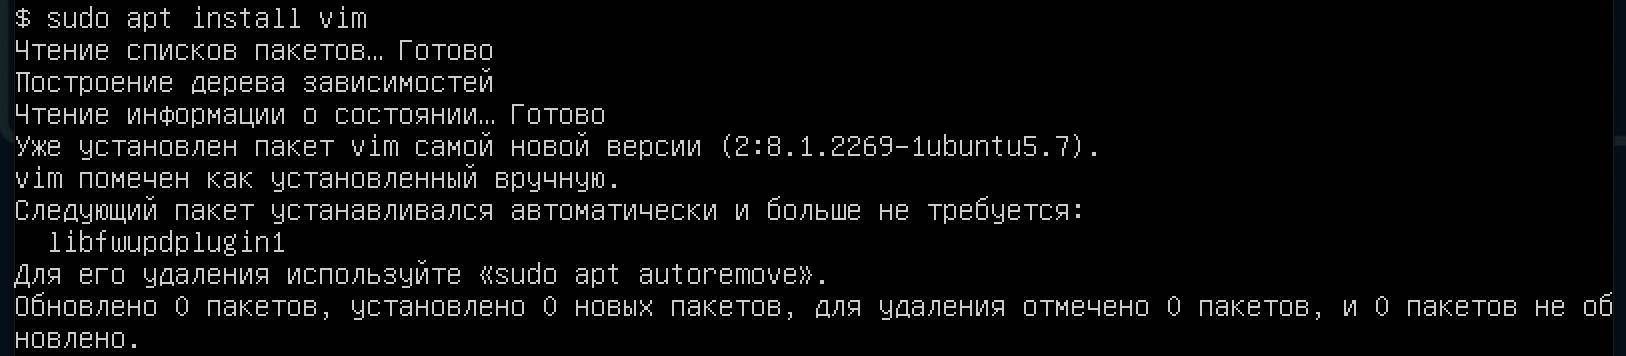 $ sudo apt install vim
Чтение списков пакетов… Готово
Построение дерева зависимостей
Чтение информации о состоянии… Готово
Уже установлен пакет vim самой новой версии (2:8.1.2269-1ubuntu5.7).
vim помечен как установленный вручную.
Следующий пакет устанавливался автоматически и больше не требуется:
  libfwupdplugin1
Для его удаления используйте «sudo apt autoremove».
Обновлено 0 пакетов, установлено 0 новых пакетов, для удаления отмечено 0 пакетов, и 0 пакетов не об
новлено.